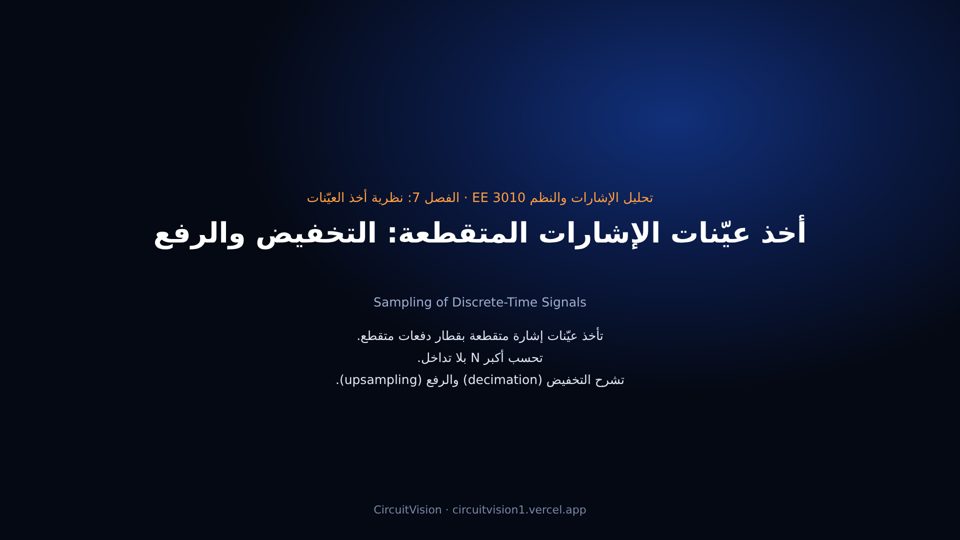 تحليل الإشارات والنظم EE 3010 · الفصل 7: نظرية أخذ العيّنات
أخذ عيّنات الإشارات المتقطعة: التخفيض والرفع
Sampling of Discrete-Time Signals
تأخذ عيّنات إشارة متقطعة بقطار دفعات متقطع.
تحسب أكبر N بلا تداخل.
تشرح التخفيض (decimation) والرفع (upsampling).
CircuitVision · circuitvision1.vercel.app